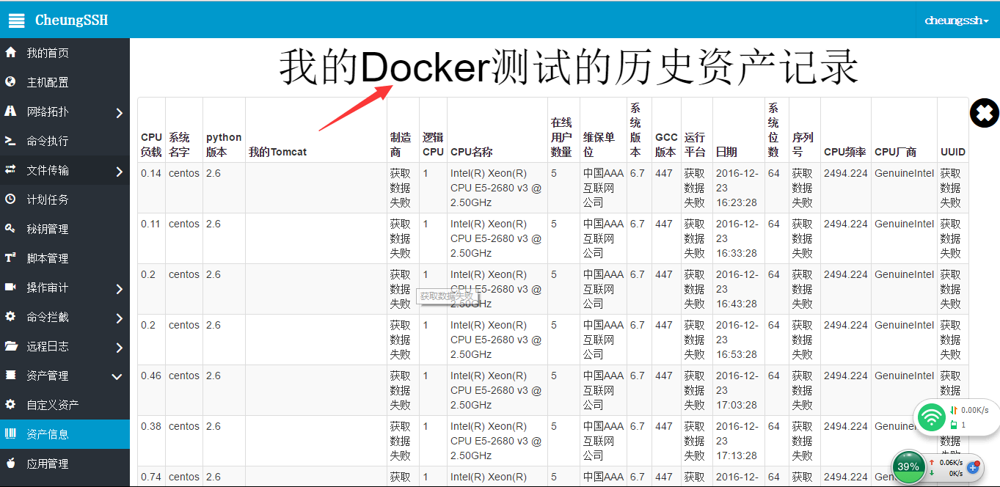 CheungSSH
cheungssh
我的首页
主机配置
网络拓扑
命令执行
文件传输
计划任务
秘钥管理
脚本管理
操作审计
命令拦截
远程日志
资产管理
自定义资产
资产信息
应用管理
我的Docker测试的历史资产记录
CPU负载 系统名字 python版本 我的Tomcat 制造商 逻辑CPU CPU名称 在线用户数量 维保单位 系统版本 GCC版本 运行平台 日期 系统位数 序列号 CPU频率 CPU厂商 UUID
0.14 centos 2.6 获取数据失败 1 Intel(R) Xeon(R) CPU E5-2680 v3 @ 2.50GHz 5 中国AAA互联网公司 6.7 447 获取数据失败 2016-12-23 16:23:28 64 获取数据失败 2494.224 GenuineIntel 获取数据失败
0.11 centos 2.6 获取数据失败 1 Intel(R) Xeon(R) CPU E5-2680 v3 @ 2.50GHz 5 中国AAA互联网公司 6.7 447 获取数据失败 2016-12-23 16:33:28 64 获取数据失败 2494.224 GenuineIntel 获取数据失败
0.2 centos 2.6 获取数据失败 1 Intel(R) Xeon(R) CPU E5-2680 v3 @ 2.50GHz 5 中国AAA互联网公司 6.7 447 获取数据失败 2016-12-23 16:43:28 64 获取数据失败 2494.224 GenuineIntel 获取数据失败
获取数据失败
0.2 centos 2.6 获取数据失败 1 Intel(R) Xeon(R) CPU E5-2680 v3 @ 2.50GHz 5 中国AAA互联网公司 6.7 447 获取数据失败 2016-12-23 16:53:28 64 获取数据失败 2494.224 GenuineIntel 获取数据失败
0.46 centos 2.6 获取数据失败 1 Intel(R) Xeon(R) CPU E5-2680 v3 @ 2.50GHz 5 中国AAA互联网公司 6.7 447 获取数据失败 2016-12-23 17:03:28 64 获取数据失败 2494.224 GenuineIntel 获取数据
0.38 centos 2.6 获取数据失败 1 Intel(R) Xeon(R) CPU E5-2680 v3 @ 2.50GHz 5 中国AAA互联网公司 6.7 447 获取数据失败 2016-12-23 17:13:28 64 获取数据失败 2494.224 数据
0.74 centos 2.6 获取 1 Intel(R) Xeon(R) 5 中国AAA 6.7 447 获取 2016-12- 64 获取 2494.224
0.00K/s
1
39%
0.06K/s
0K/s